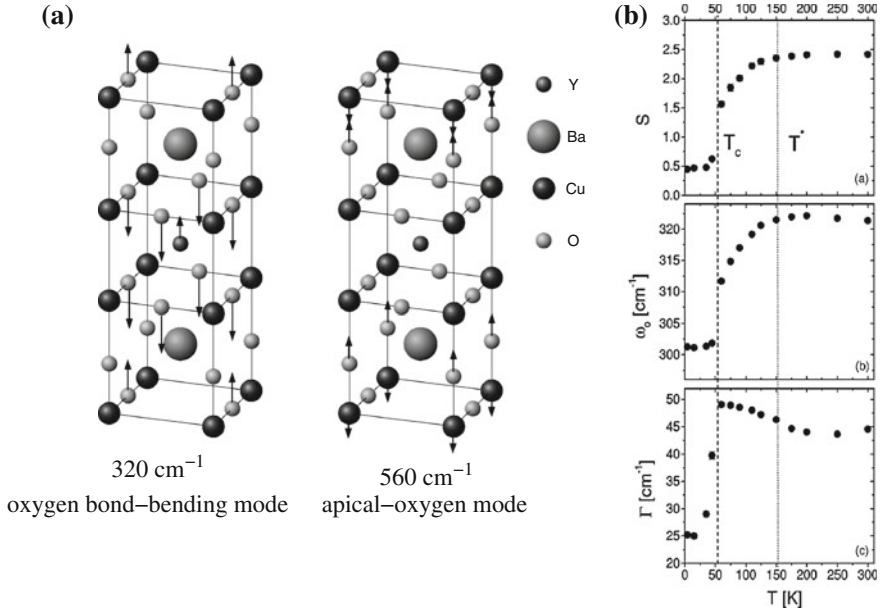 (a)
Y
Ba
Cu
O
320 cm⁻¹
oxygen bond–bending mode
560 cm⁻¹
apical–oxygen mode
(b)
0 50 100 150 200 250 300
3.0
2.5
2.0
1.5
1.0
0.5
0.0
S
T_c
T*
(a)
320
315
310
305
300
ω_o [cm⁻¹]
(b)
50
45
40
35
30
25
20
Γ [cm⁻¹]
(c)
0 50 100 150 200 250 300
T [K]